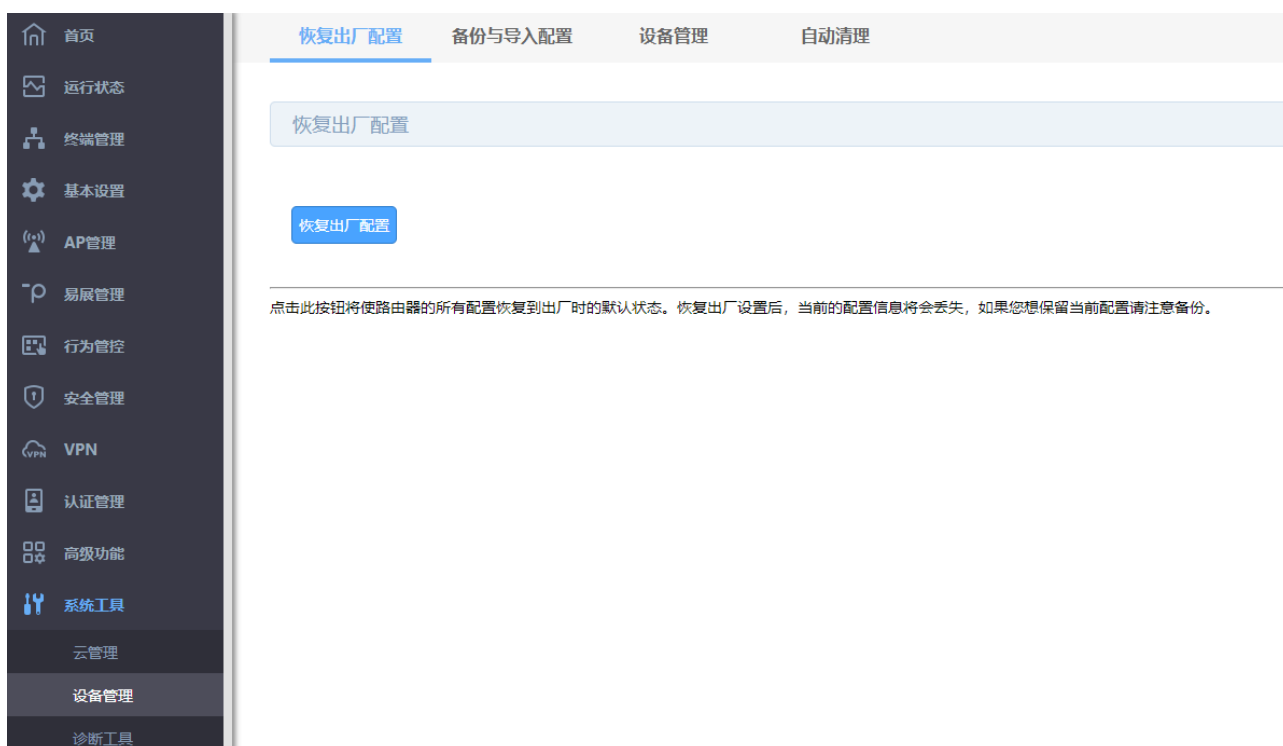 首页
运行状态
终端管理
基本设置
AP管理
易展管理
行为管控
安全管理
VPN
VPN
认证管理
高级功能
系统工具
云管理
设备管理
诊断工具
恢复出厂配置 备份与导入配置 设备管理 自动清理
恢复出厂配置
恢复出厂配置
点击此按钮将使路由器的所有配置恢复到出厂时的默认状态。恢复出厂设置后，当前的配置信息将会丢失，如果您想保留当前配置请注意备份。